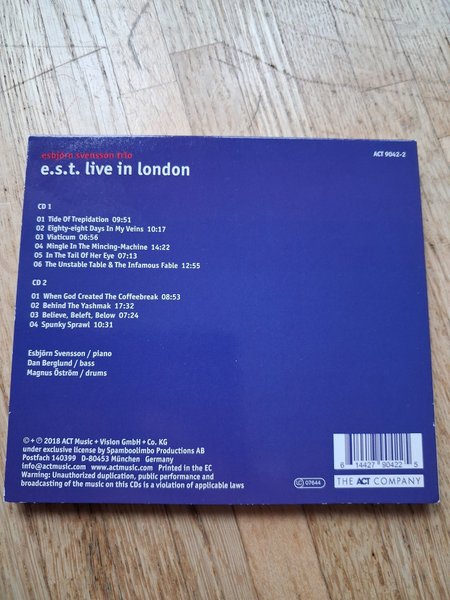 esbjörn svensson trio
ACT 9042-2
e.s.t. live in london
CD 1
01 Tide Of Trepidation 09:51
02 Eighty-eight Days In My Veins 10:17
03 Viaticum 06:56
04 Mingle In The Mincing-Machine 14:22
05 In The Tail Of Her Eye 07:13
06 The Unstable Table & The Infamous Fable 12:55
CD 2
01 When God Created The Coffeebreak 08:53
02 Behind The Yashmak 17:32
03 Believe, Beleft, Below 07:24
04 Spunky Sprawl 10:31
Esbjörn Svensson / piano
Dan Berglund / bass
Magnus Öström / drums
© + ℗ 2018 ACT Music + Vision GmbH + Co. KG
under exclusive license by Spamboolimbo Productions AB
Postfach 140399 D-80453 München Germany
info@actmusic.com www.actmusic.com Printed in the EC
Warning: Unauthorized duplication, public performance and
broadcasting of the music on this CDs is a violation of applicable laws
LC 07644
6 14427 90422 5
THE ACT COMPANY